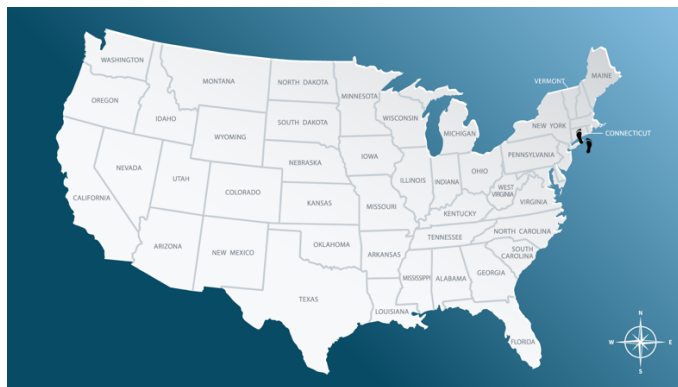 WASHINGTON
MONTANA
NORTH DAKOTA
MINNESOTA
VERMONT
MAINE
OREGON
IDAHO
WYOMING
SOUTH DAKOTA
WISCONSIN
MICHIGAN
NEW YORK
CONNECTICUT
NEVADA
UTAH
COLORADO
NEBRASKA
IOWA
ILLINOIS
INDIANA
OHIO
PENNSYLVANIA
CALIFORNIA
KANSAS
MISSOURI
KENTUCKY
WEST
VIRGINIA
VIRGINIA
ARIZONA
NEW MEXICO
OKLAHOMA
ARKANSAS
TENNESSEE
NORTH CAROLINA
SOUTH
CAROLINA
TEXAS
LOUISIANA
MISSISSIPPI
ALABAMA
GEORGIA
FLORIDA
N
W
E
S